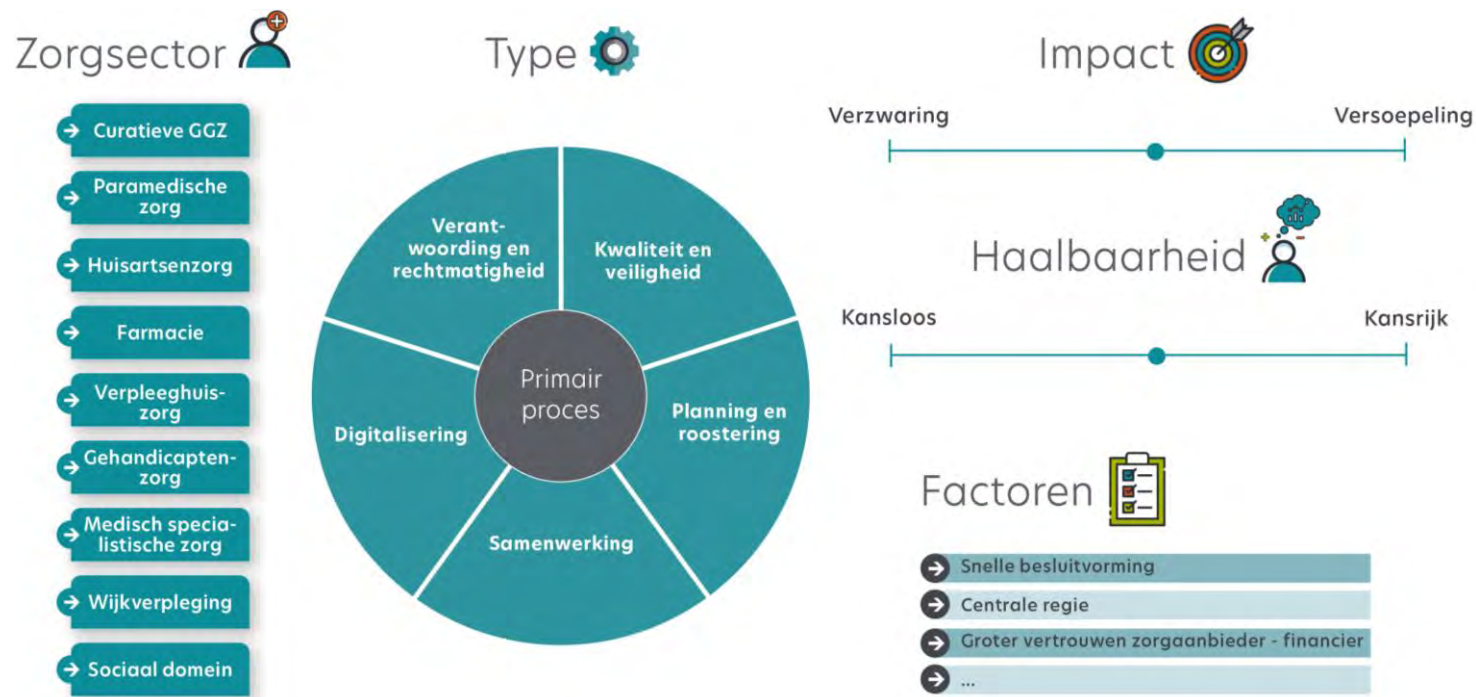 Zorgsector
Curatieve GGZ
Paramedische
zorg
Huisartsenzorg
Farmacie
Verpleeghuis-
zorg
Gehandicapten-
zorg
Medisch specia-
listische zorg
Wijkverpleging
Sociaal domein
Type
Verant-
woording en
rechtmatigheid
Kwaliteit en
veiligheid
Primair
proces
Planning en
roostering
Digitalisering
Samenwerking
Impact
Verzwaring
Versoepeling
Haalbaarheid
Kansloos
Kansrijk
Factoren
Snelle besluitvorming
Centrale regie
Groter vertrouwen zorgaanbieder - financier
...